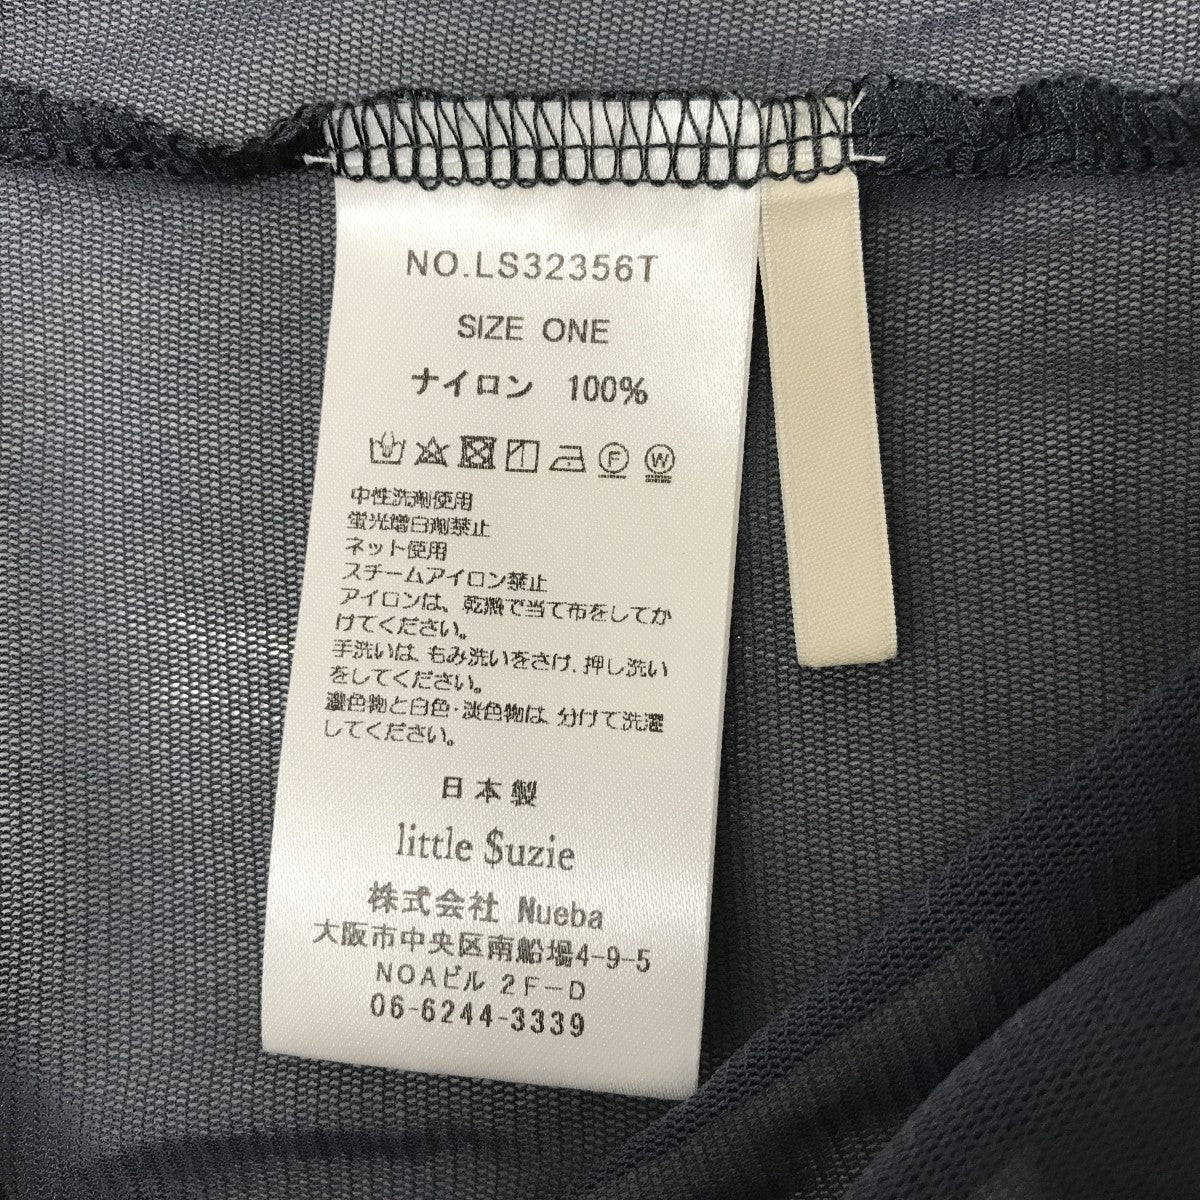 NO.LS32356T
SIZE ONE
ナイロン 100%
F W
中性洗剤使用
蛍光増白剤禁止
ネット使用
スチームアイロン禁止
アイロンは、乾熱で当て布をしてか
けてください。
手洗いは、もみ洗いをさけ、押し洗い
をしてください。
濃色物と白色・淡色物は、分けて洗濯
してください。
日本製
little $uzie
株式会社 Nueba
大阪市中央区南船場4-9-5
NOAビル 2F-D
06-6244-3339